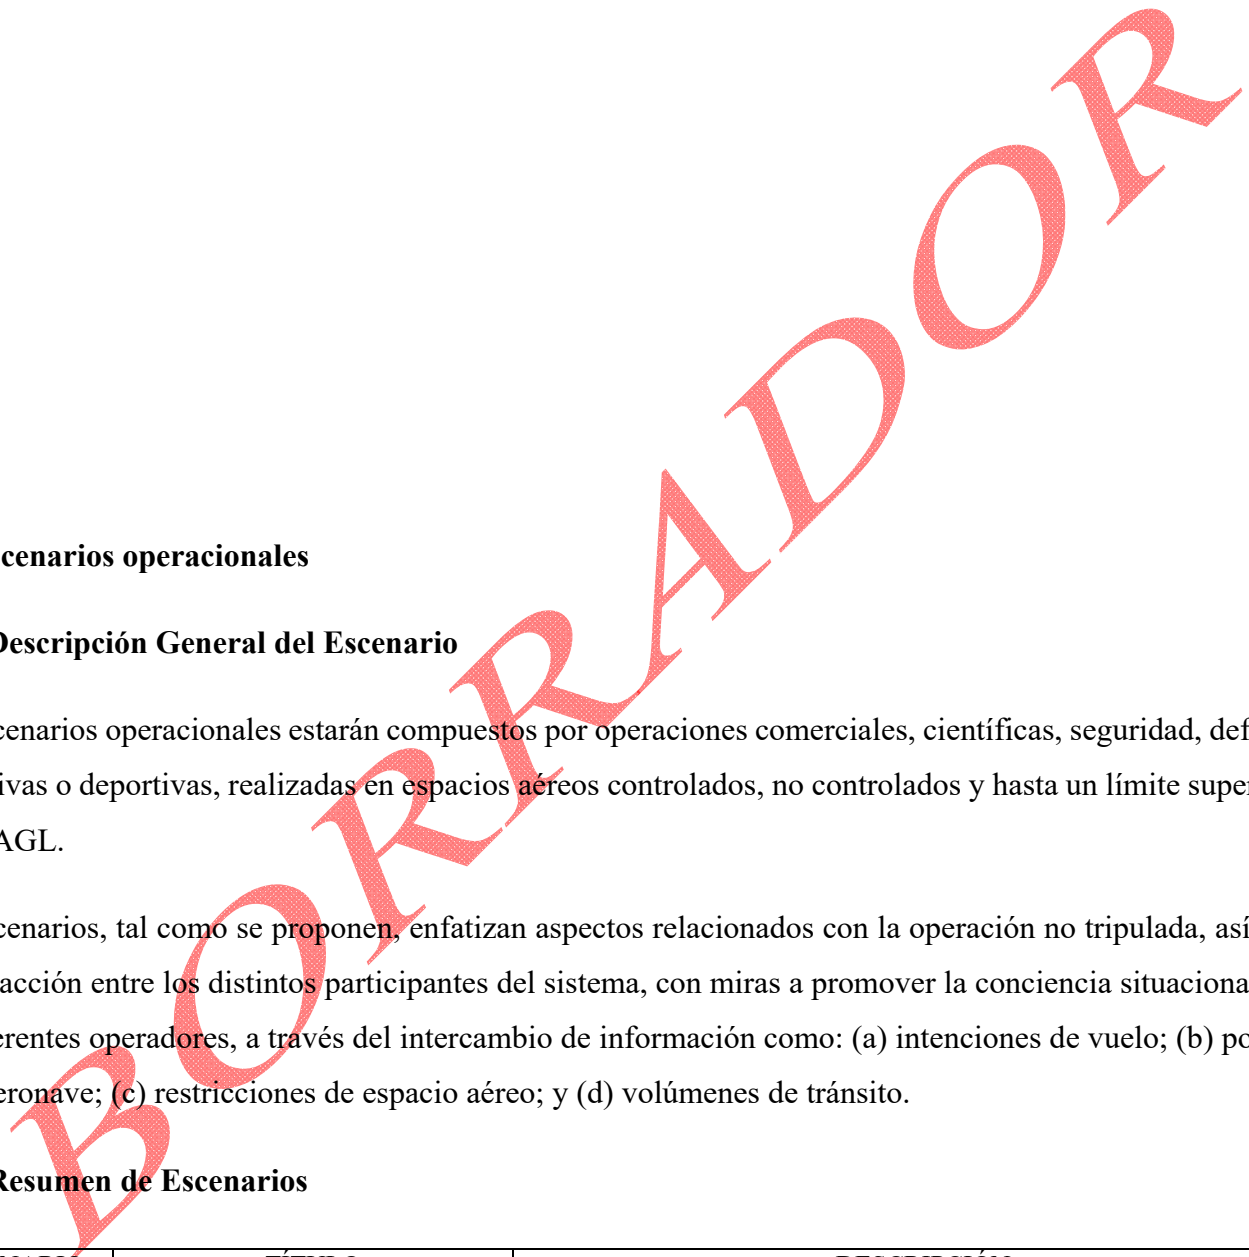 cenarios operacionales
Descripción General del Escenario
cenarios operacionales estarán compuestos por operaciones comerciales, científicas, seguridad, def
ivas o deportivas, realizadas en espacios aéreos controlados, no controlados y hasta un límite super
AGL.
cenarios, tal como se proponen, enfatizan aspectos relacionados con la operación no tripulada, así
acción entre los distintos participantes del sistema, con miras a promover la conciencia situaciona
erentes operadores, a través del intercambio de información como: (a) intenciones de vuelo; (b) po
eronave; (c) restricciones de espacio aéreo; y (d) volúmenes de tránsito.
Resumen de Escenarios
TÍTULO DESCRIPCIÓN
BORRADOR